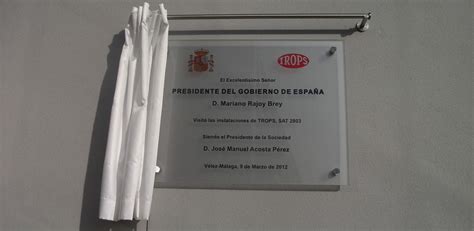 TROPS
El Excelentísimo Señor
PRESIDENTE DEL GOBIERNO DE ESPAÑA
D. Mariano Rajoy Brey
Visitó las instalaciones de TROPS, SAT 2803
Siendo el Presidente de la Sociedad
D. José Manuel Acosta Pérez
Vélez-Málaga, 9 de Marzo de 2012